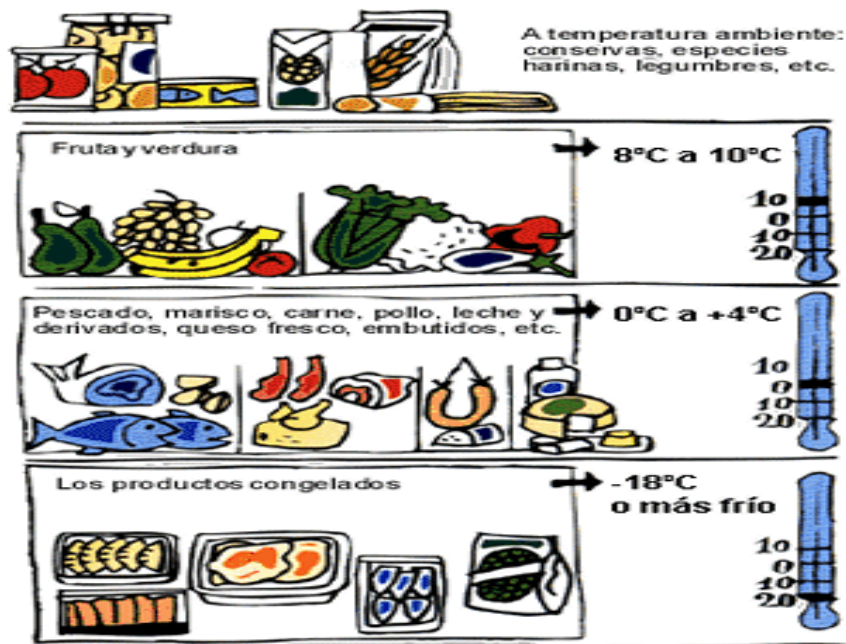 A temperatura ambiente:
conservas, especies
harinas, legumbres, etc.
Fruta y verdura
8ºC a 10ºC
10
0
10
20
Pescado, marisco, carne, pollo, leche y
derivados, queso fresco, embutidos, etc.
0ºC a +4ºC
10
0
10
20
Los productos congelados
-18ºC
o más frío
10
0
10
20